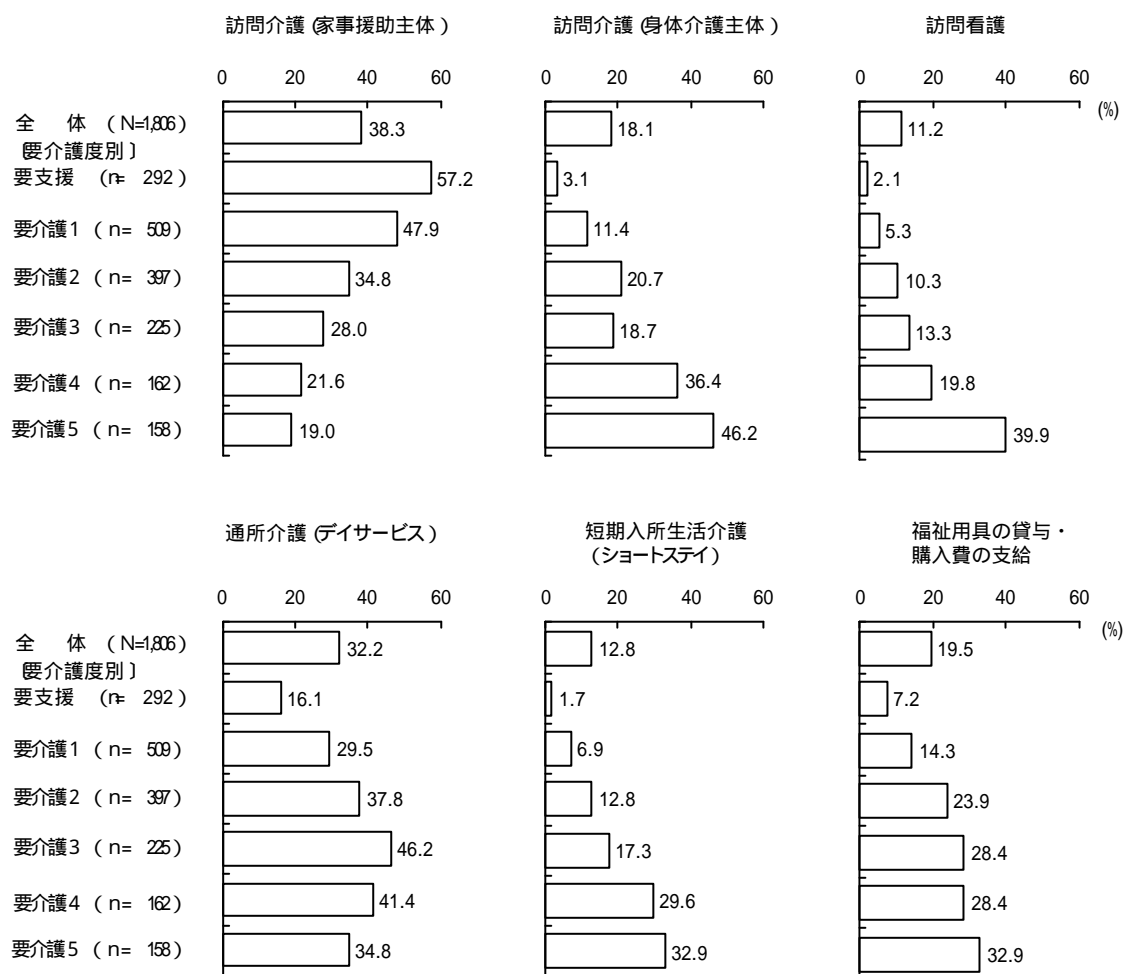 訪問介護（家事援助主体） 訪問介護（身体介護主体） 訪問看護
0 20 40 60 0 20 40 60 0 20 40 60
(%)
全　体 （N=1,806） 38.3 18.1 11.2
〔要介護度別〕
要支援 （n= 292） 57.2 3.1 2.1
要介護1 （n= 509） 47.9 11.4 5.3
要介護2 （n= 397） 34.8 20.7 10.3
要介護3 （n= 225） 28.0 18.7 13.3
要介護4 （n= 162） 21.6 36.4 19.8
要介護5 （n= 158） 19.0 46.2 39.9
通所介護（デイサービス） 短期入所生活介護 福祉用具の貸与・
（ショートステイ） 購入費の支給
0 20 40 60 0 20 40 60 0 20 40 60
(%)
全　体 （N=1,806） 32.2 12.8 19.5
〔要介護度別〕
要支援 （n= 292） 16.1 1.7 7.2
要介護1 （n= 509） 29.5 6.9 14.3
要介護2 （n= 397） 37.8 12.8 23.9
要介護3 （n= 225） 46.2 17.3 28.4
要介護4 （n= 162） 41.4 29.6 28.4
要介護5 （n= 158） 34.8 32.9 32.9